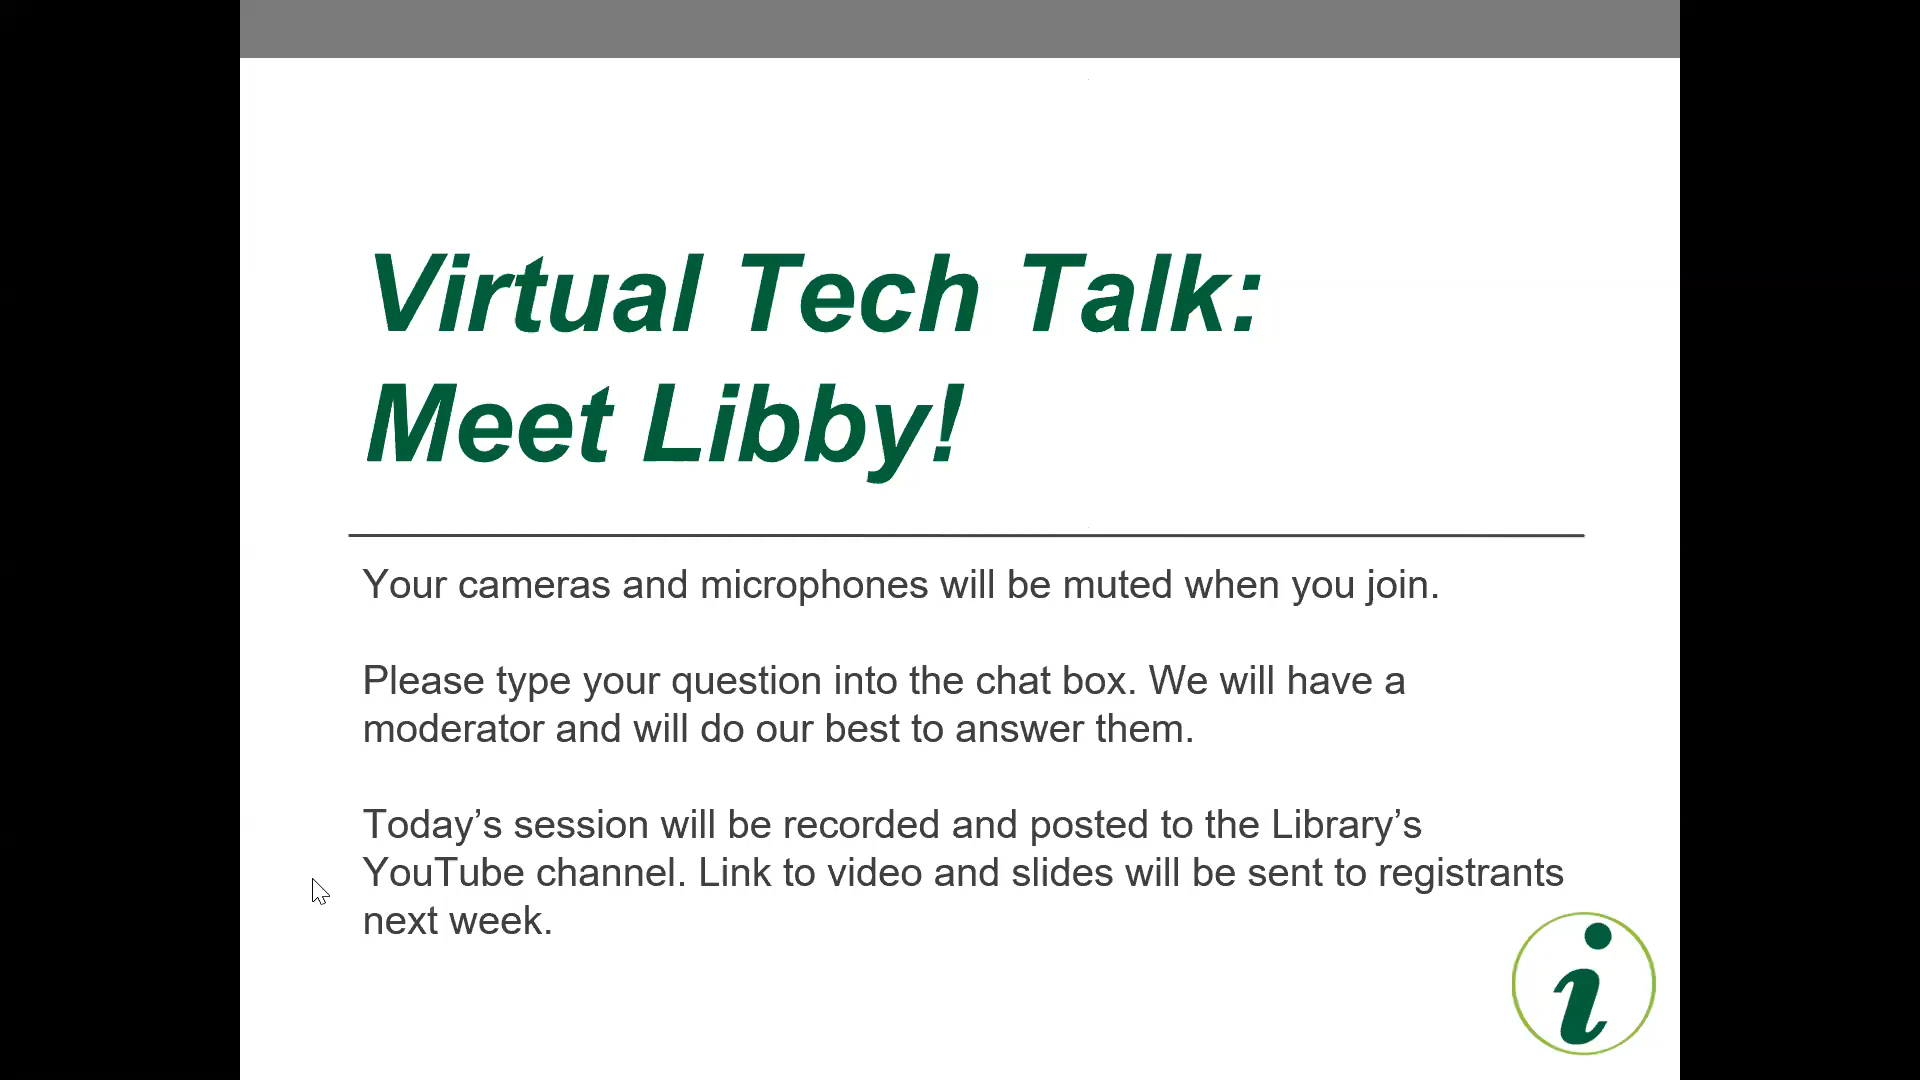 Virtual Tech Talk:
Meet Libby!
Your cameras and microphones will be muted when you join.
Please type your question into the chat box. We will have a
moderator and will do our best to answer them.
Today’s session will be recorded and posted to the Library’s
YouTube channel. Link to video and slides will be sent to registrants
next week.
i